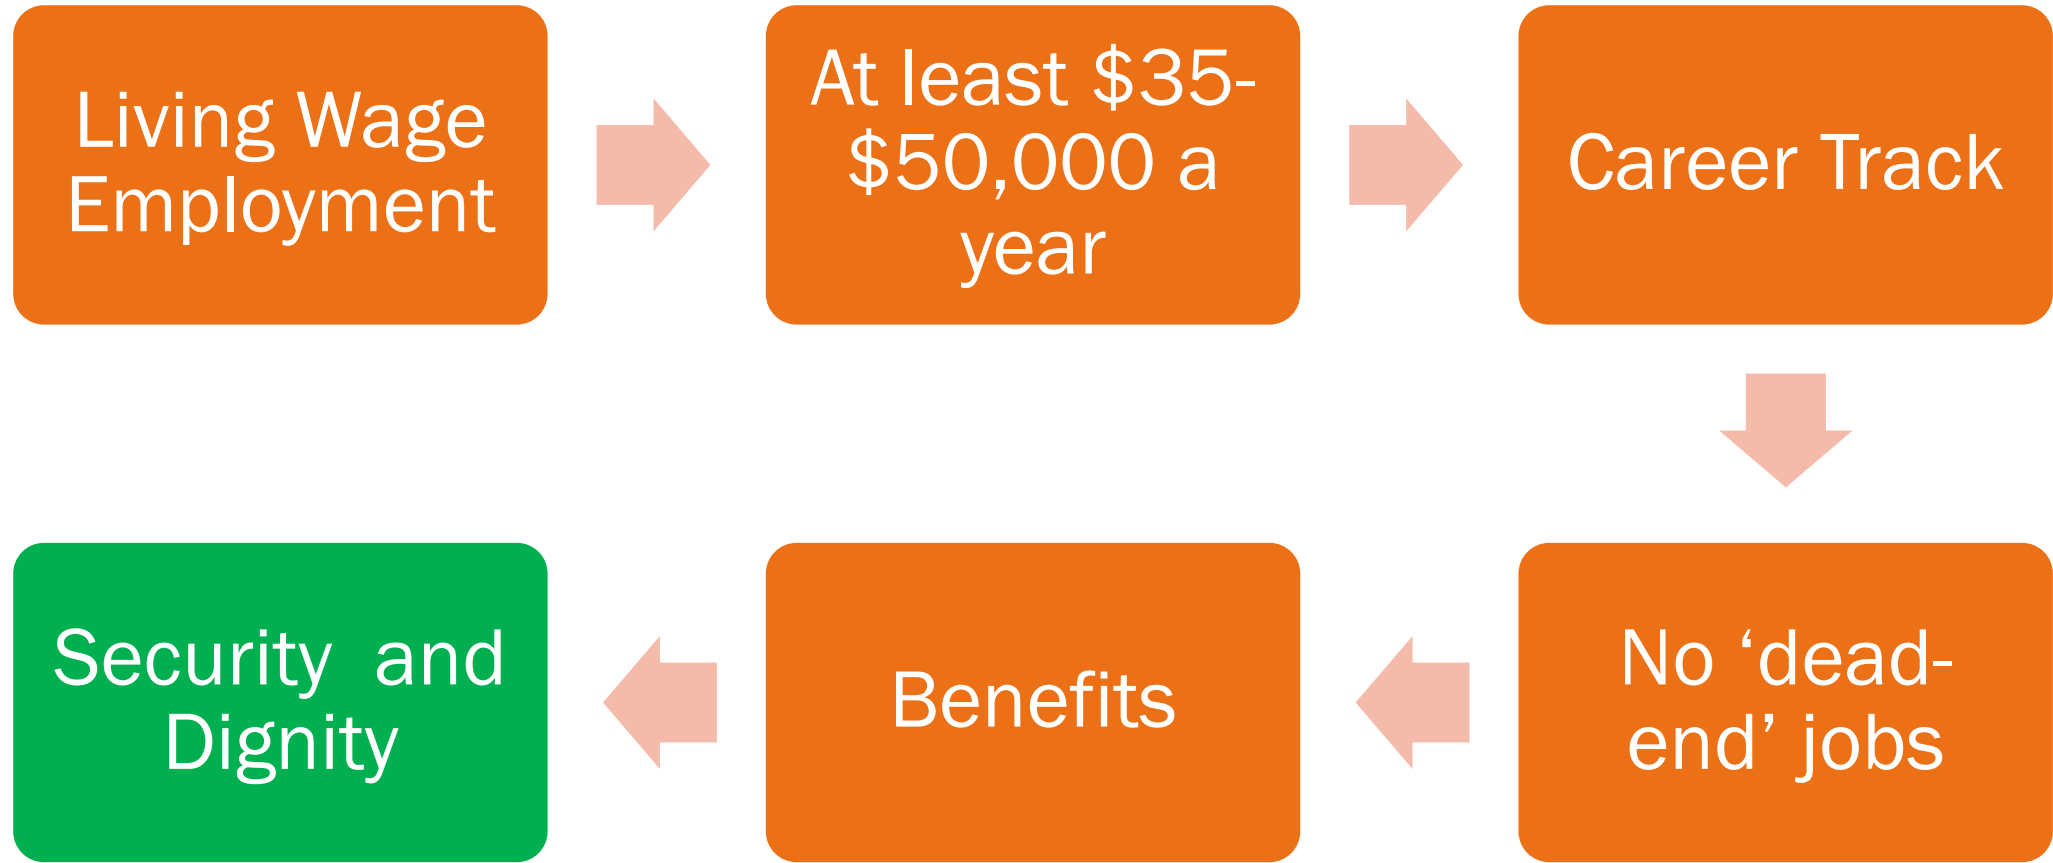 Living Wage
Employment
At least $35-
$50,000 a
year
Career Track
No ‘dead-
end’ jobs
Benefits
Security  and
Dignity